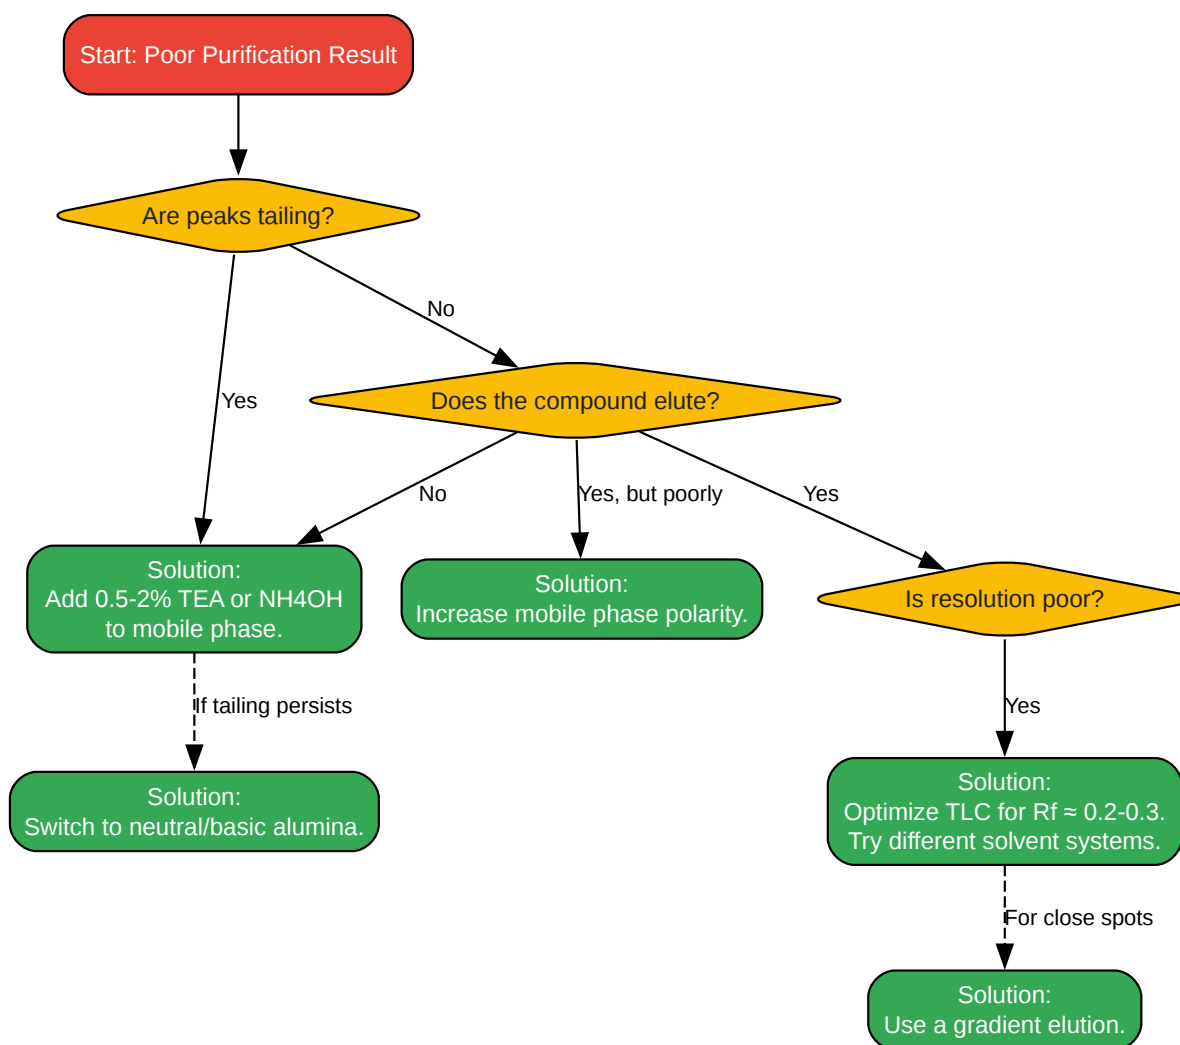 Start: Poor Purification Result
Are peaks tailing?
No
Yes
Does the compound elute?
No
Yes, but poorly
Yes
Solution:
Add 0.5-2% TEA or NH4OH
to mobile phase.
Solution:
Increase mobile phase polarity.
Is resolution poor?
If tailing persists
Yes
Solution:
Switch to neutral/basic alumina.
Solution:
Optimize TLC for Rf ≈ 0.2-0.3.
Try different solvent systems.
For close spots
Solution:
Use a gradient elution.